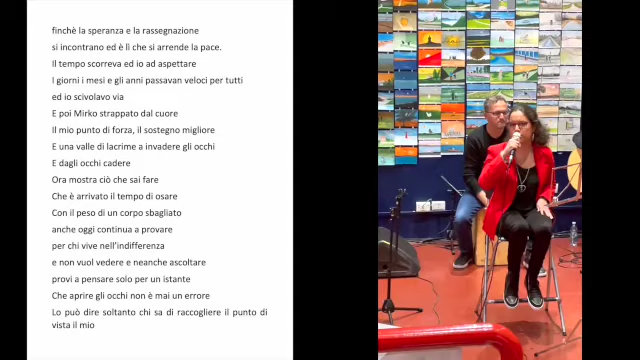 finchè la speranza e la rassegnazione
si incontrano ed è lì che si arrende la pace.
Il tempo scorreva ed io ad aspettare
I giorni i mesi e gli anni passavan veloci per tutti
ed io scivolavo via
E poi Mirko strappato dal cuore
Il mio punto di forza, il sostegno migliore
E una valle di lacrime a invadere gli occhi
E dagli occhi cadere
Ora mostra ciò che sai fare
Che è arrivato il tempo di osare
Con il peso di un corpo sbagliato
anche oggi continua a provare
per chi vive nell'indifferenza
e non vuol vedere e neanche ascoltare
provi a pensare solo per un istante
Che aprire gli occhi non è mai un errore
Lo può dire soltanto chi sa di raccogliere il punto di
vista il mio